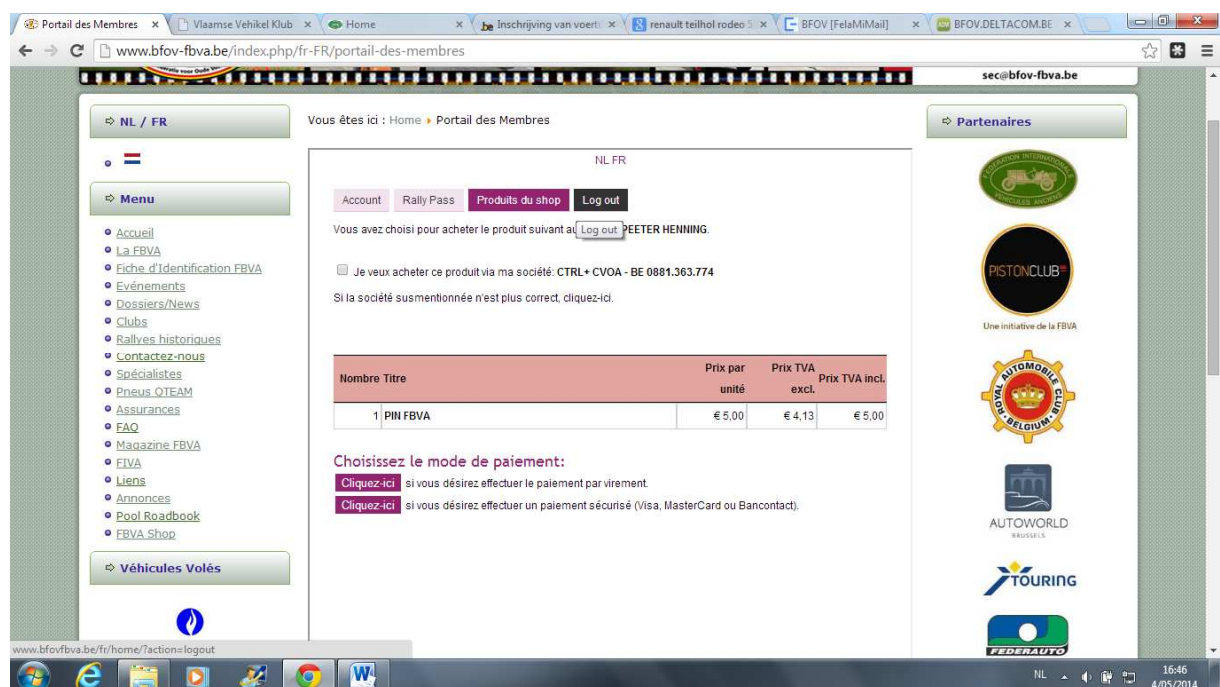 Portail des Membres
Vlaamse Vehikel Klub
Home
Inschrijving van voert
renault teilhol rodeo 5
BFOV [FelaMiMail]
BFOV.DELTACOM.BE
www.bfov-fbva.be/index.php/fr-FR/portail-des-membres
sec@bfov-fbva.be
NL / FR
Menu
Accueil
La FBVA
Fiche d'Identification FBVA
Evénements
Dossiers/News
Clubs
Rallyes historiques
Contactez-nous
Spécialistes
Pneus QTEAM
Assurances
FAQ
Magazine FBVA
FIVA
Liens
Annonces
Pool Roadbook
FBVA Shop
Véhicules Volés
Vous êtes ici : Home Portail des Membres
NL FR
Account Rally Pass Produits du shop Log out
Vous avez choisi pour acheter le produit suivant au PEETER HENNING.
Log out
Je veux acheter ce produit via ma société: CTRL+ CVOA - BE 0881.363.774
Si la société susmentionnée n'est plus correct, cliquez-ici.
Nombre Titre Prix par unité Prix TVA excl. Prix TVA incl.
1 PIN FBVA € 5,00 € 4,13 € 5,00
Choisissez le mode de paiement:
Cliquez-ici si vous désirez effectuer le paiement par virement.
Cliquez-ici si vous désirez effectuer un paiement sécurisé (Visa, MasterCard ou Bancontact).
Partenaires
PISTONCLUB
Une initiative de la FBVA
ROYAL AUTOMOBILE CLUB BELGIUM
AUTOWORLD
BRUSSELS
TOURING
FEDERAUTO
www.bfovfbva.be/fr/home/?action=logout
NL
16:46
4/05/2014